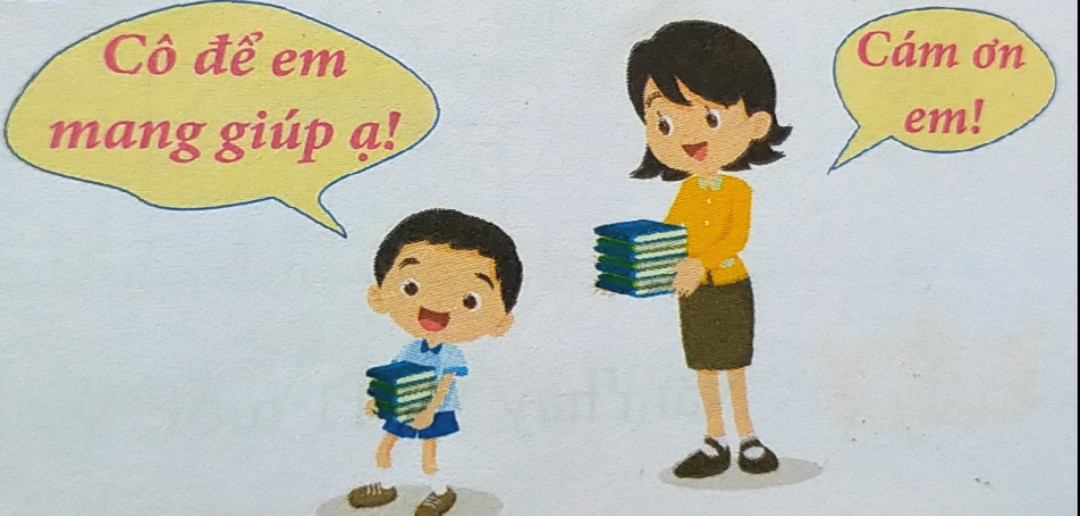 Cô để em
mang giúp ạ!
Cám ơn
em!